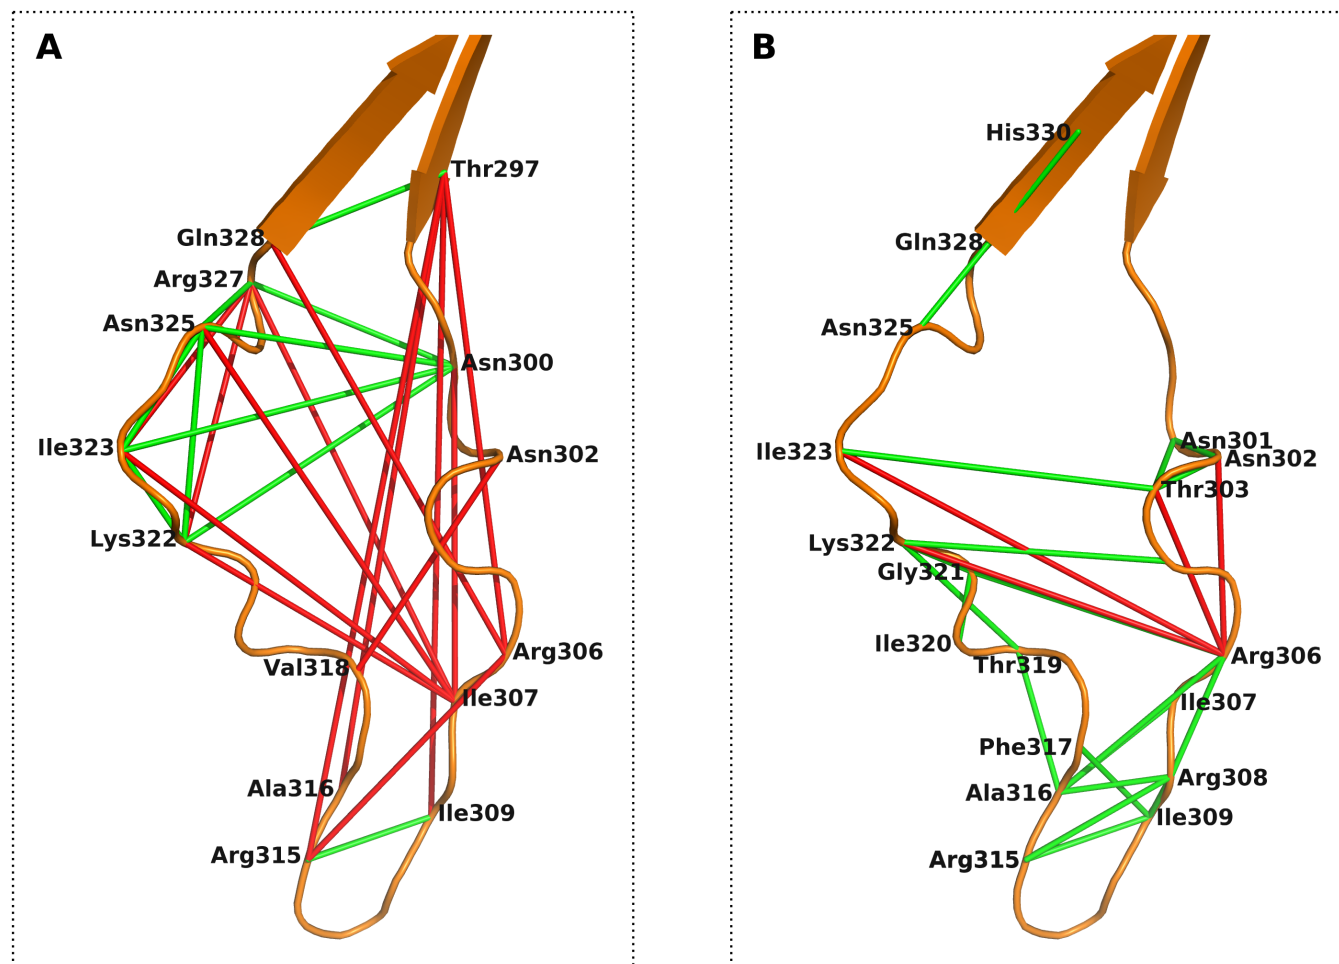 A
Thr297
Gln328
Arg327
Asn325
Asn300
Ile323
Asn302
Lys322
Arg306
Val318
Ile307
Ala316
Ile309
Arg315
B
His330
Gln328
Asn325
Asn301
Ile323
Asn302
Thr303
Lys322
Gly321
Ile320
Arg306
Thr319
Ile307
Phe317
Arg308
Ala316
Ile309
Arg315